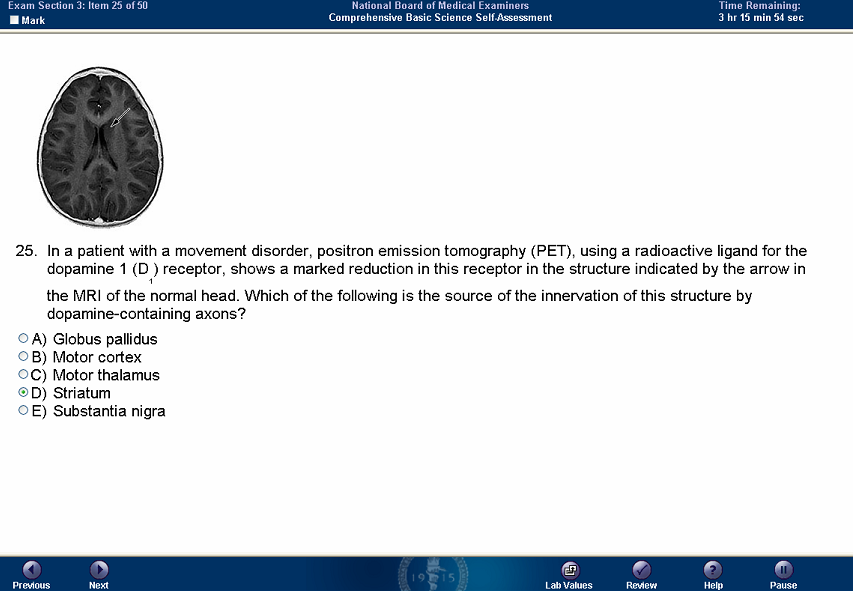 Exam Section 3: Item 25 of 50
National Board of Medical Examiners
Time Remaining:
Mark
Comprehensive Basic Science Self-Assessment
3 hr 15 min 54 sec
25. In a patient with a movement disorder, positron emission tomography (PET), using a radioactive ligand for the
dopamine 1 (D1) receptor, shows a marked reduction in this receptor in the structure indicated by the arrow in
the MRI of the normal head. Which of the following is the source of the innervation of this structure by
dopamine-containing axons?
A) Globus pallidus
B) Motor cortex
C) Motor thalamus
D) Striatum
E) Substantia nigra
1915
Previous
Next
Lab Values
Review
Help
Pause